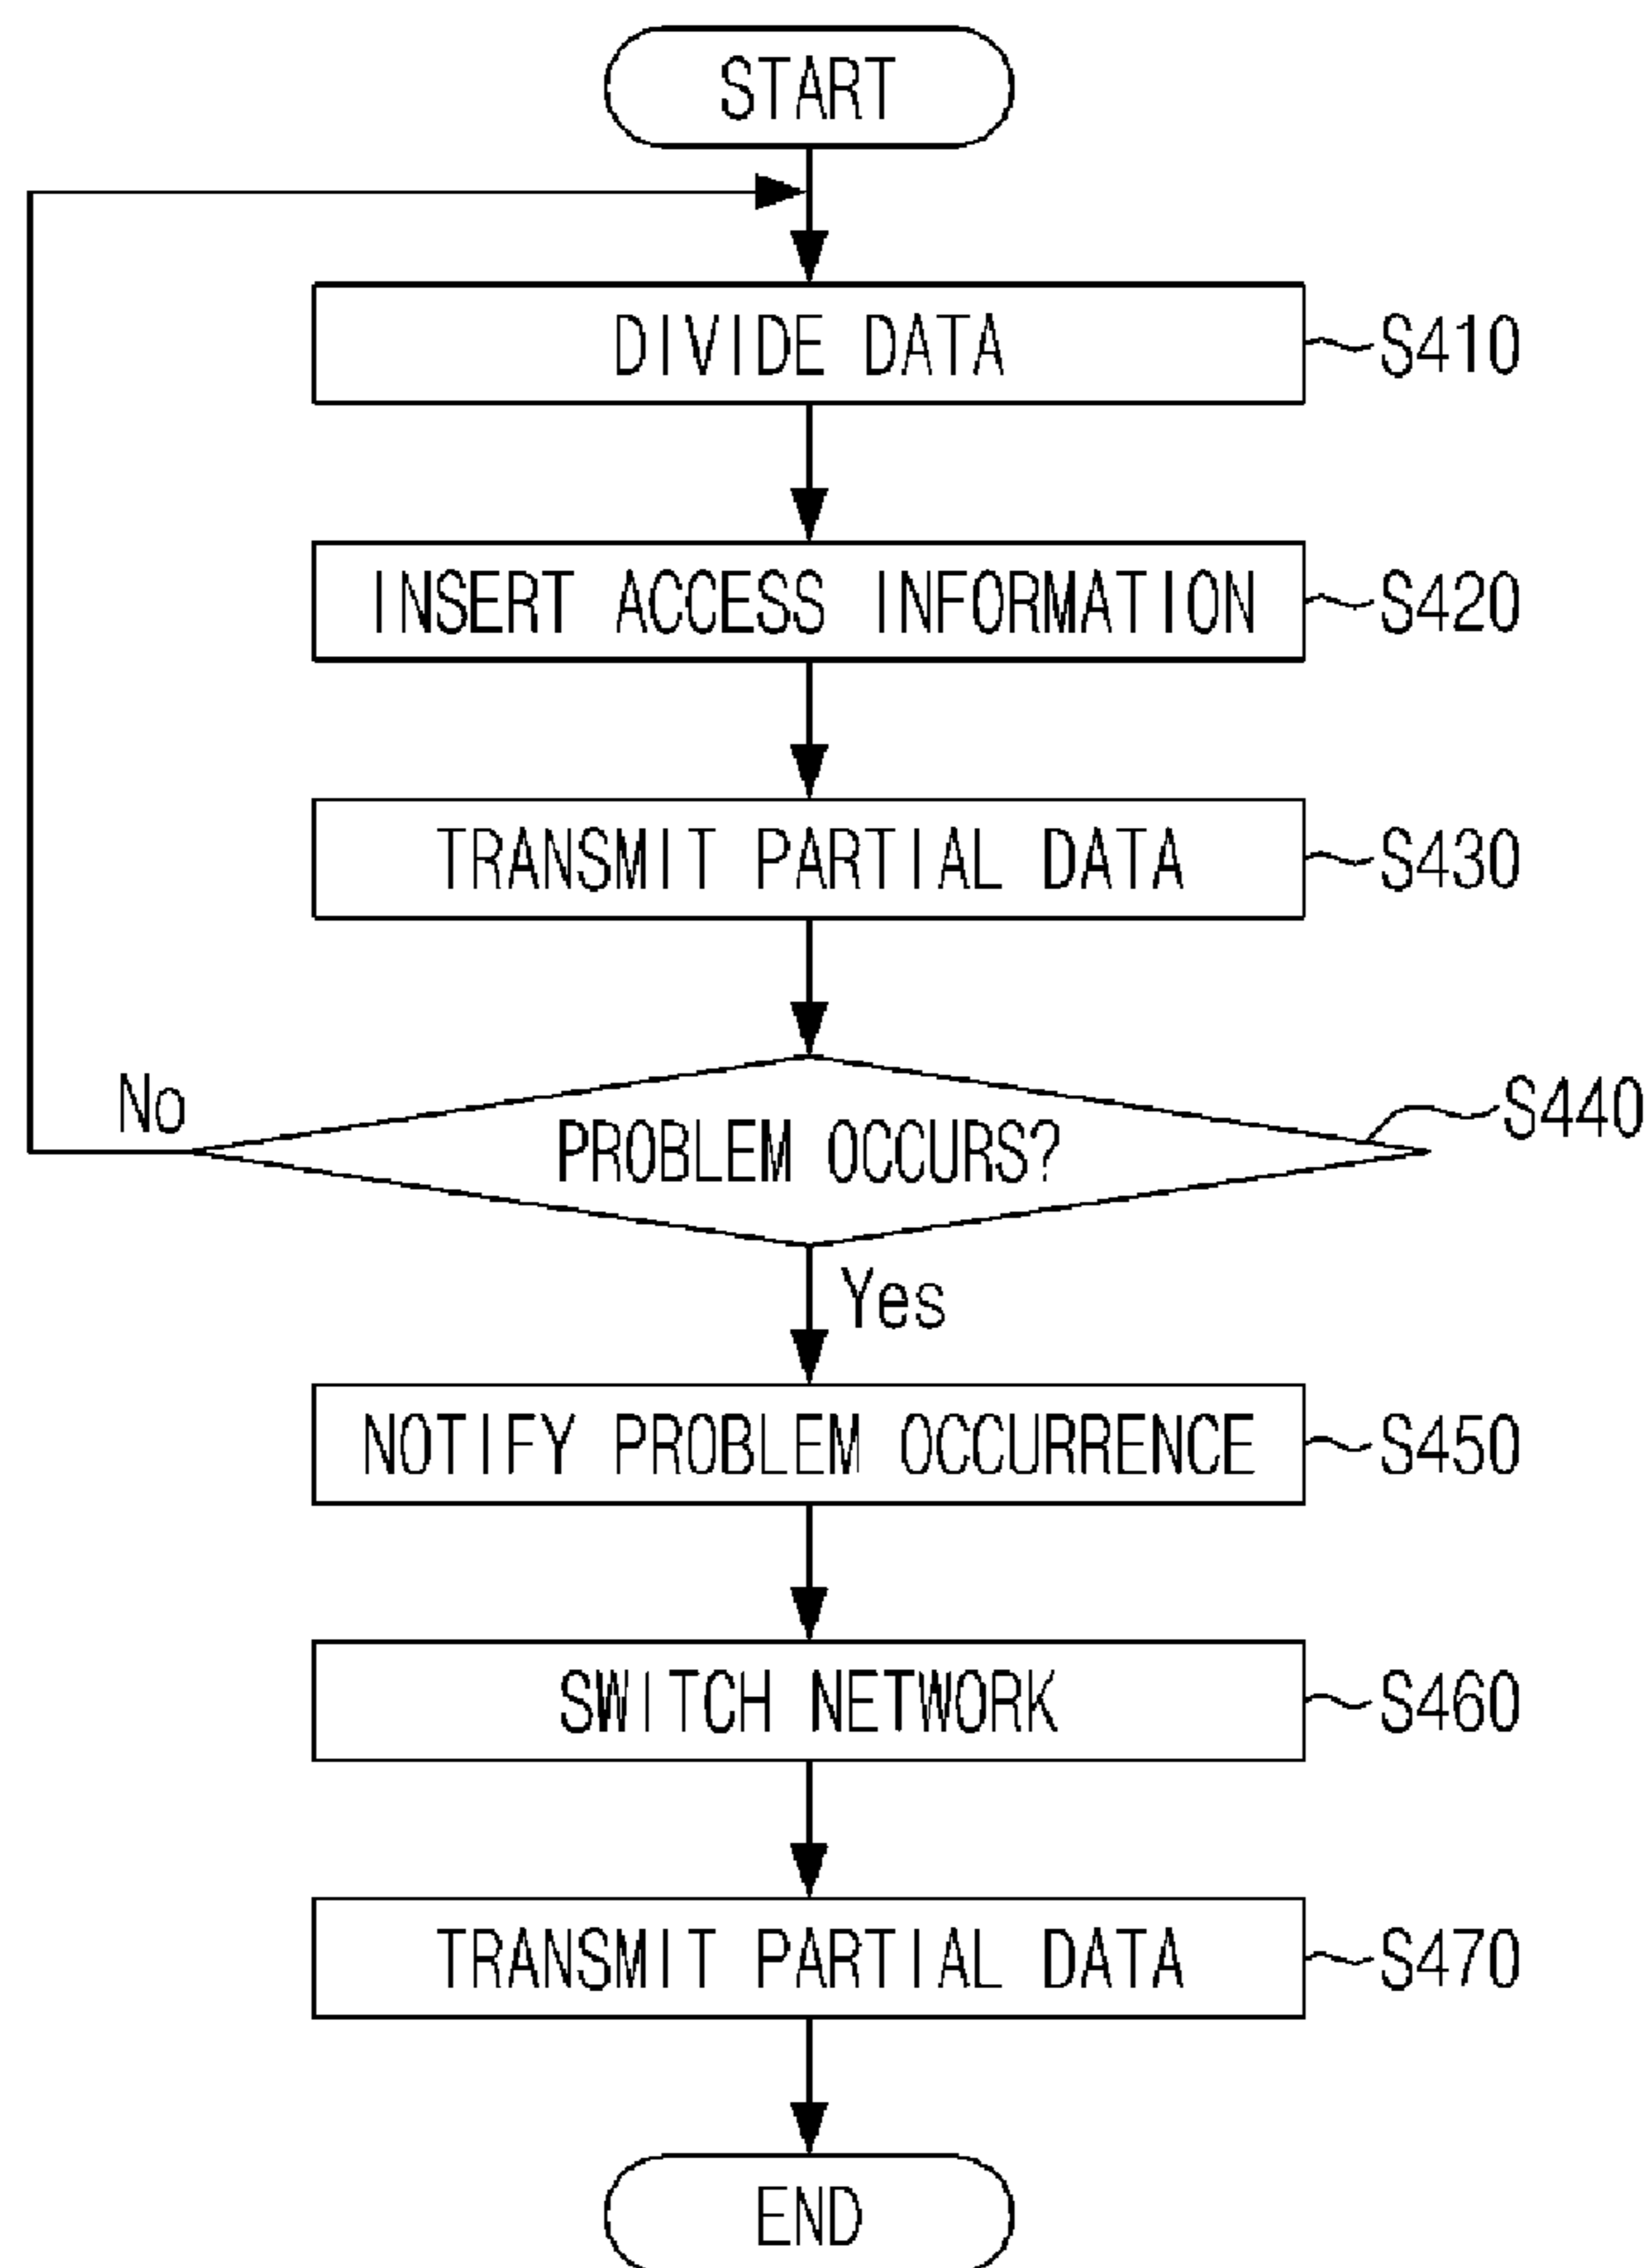 START
DIVIDE DATA
S410
INSERT ACCESS INFORMATION
S420
TRANSMIT PARTIAL DATA
S430
No
PROBLEM OCCURS?
S440
Yes
NOTIFY PROBLEM OCCURRENCE
S450
SWITCH NETWORK
S460
TRANSMIT PARTIAL DATA
S470
END